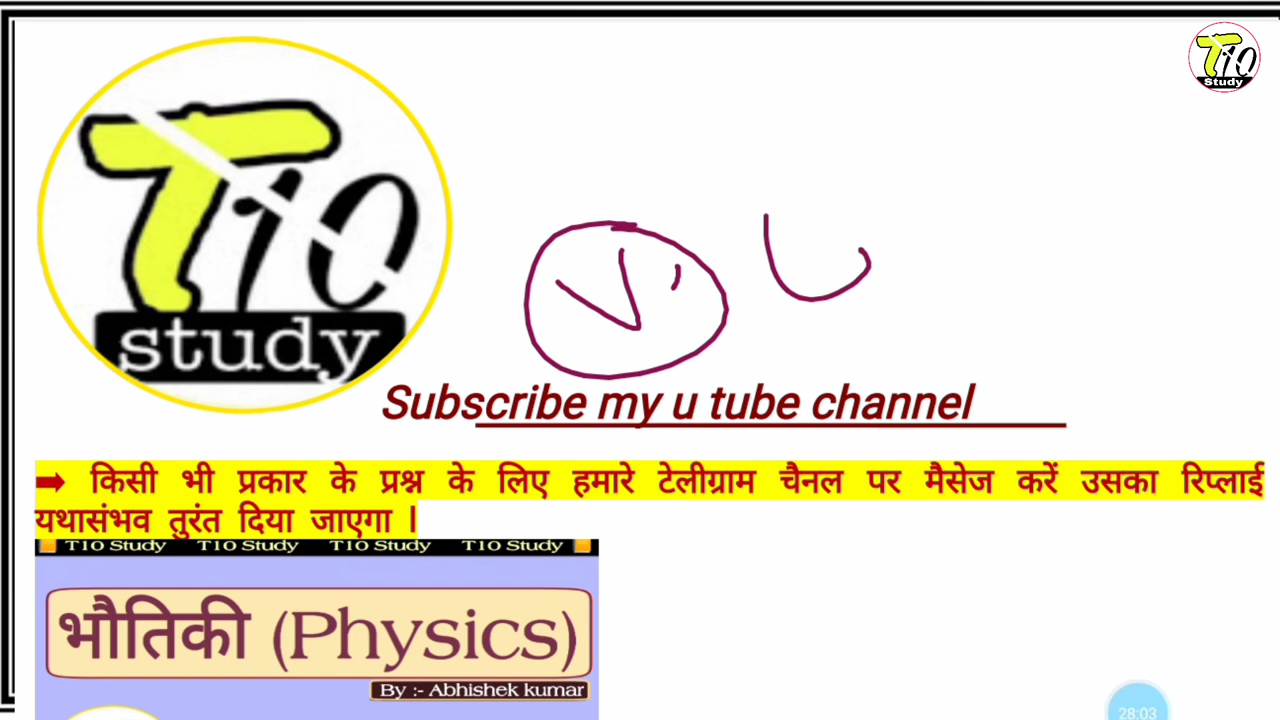 T10
study
T10
Study
Subscribe my u tube channel
➡ किसी भी प्रकार के प्रश्न के लिए हमारे टेलीग्राम चैनल पर मैसेज करें उसका रिप्लाई
यथासंभव तुरंत दिया जाएगा ।
T10 Study T10 Study T10 Study T10 Study
भौतिकी (Physics)
By :- Abhishek kumar
28:03